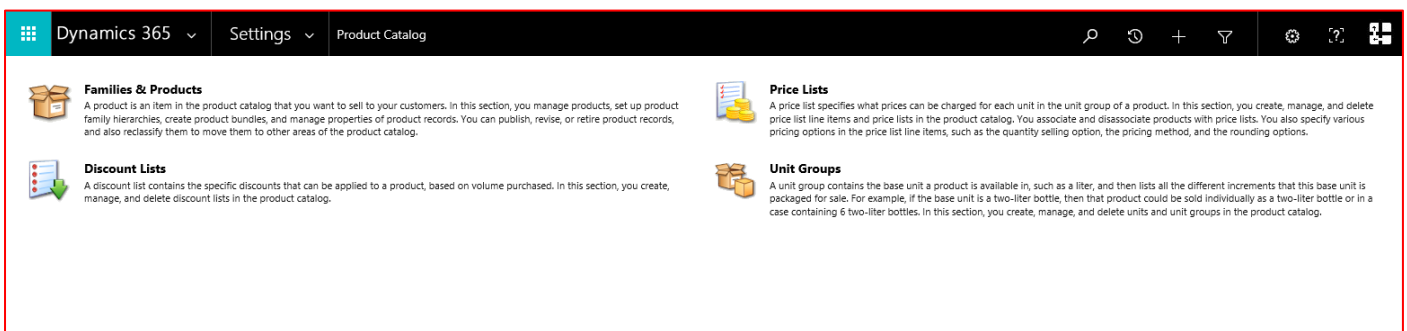 Dynamics 365 Settings Product Catalog
Families & Products
A product is an item in the product catalog that you want to sell to your customers. In this section, you manage products, set up product
family hierarchies, create product bundles, and manage properties of product records. You can publish, revise, or retire product records,
and also reclassify them to move them to other areas of the product catalog.
Price Lists
A price list specifies what prices can be charged for each unit in the unit group of a product. In this section, you create, manage, and delete
price list line items and price lists in the product catalog. You associate and disassociate products with price lists. You also specify various
pricing options in the price list line items, such as the quantity selling option, the pricing method, and the rounding options.
Discount Lists
A discount list contains the specific discounts that can be applied to a product, based on volume purchased. In this section, you create,
manage, and delete discount lists in the product catalog.
Unit Groups
A unit group contains the base unit a product is available in, such as a liter, and then lists all the different increments that this base unit is
packaged for sale. For example, if the base unit is a two-liter bottle, then that product could be sold individually as a two-liter bottle or in a
case containing 6 two-liter bottles. In this section, you create, manage, and delete units and unit groups in the product catalog.